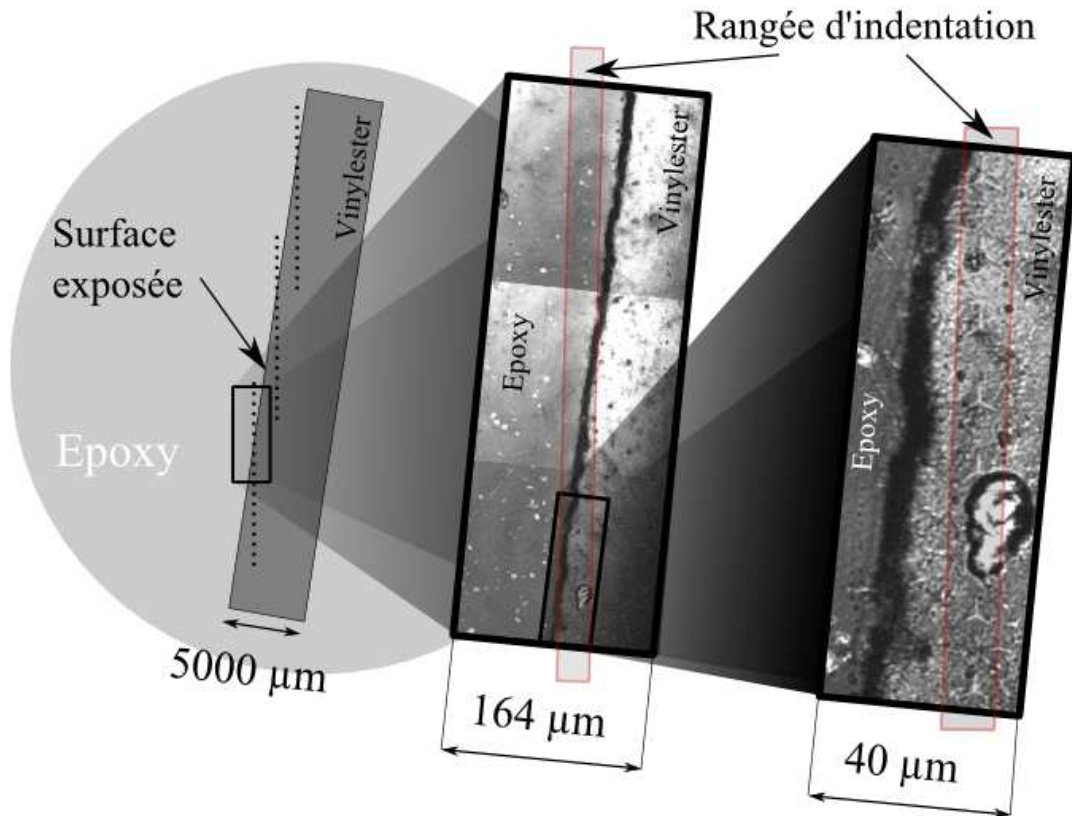 Rangée d'indentation
Vinylester
Surface
exposée
Epoxy
5000 µm
Vinylester
Epoxy
164 µm
Vinylester
Epoxy
40 µm